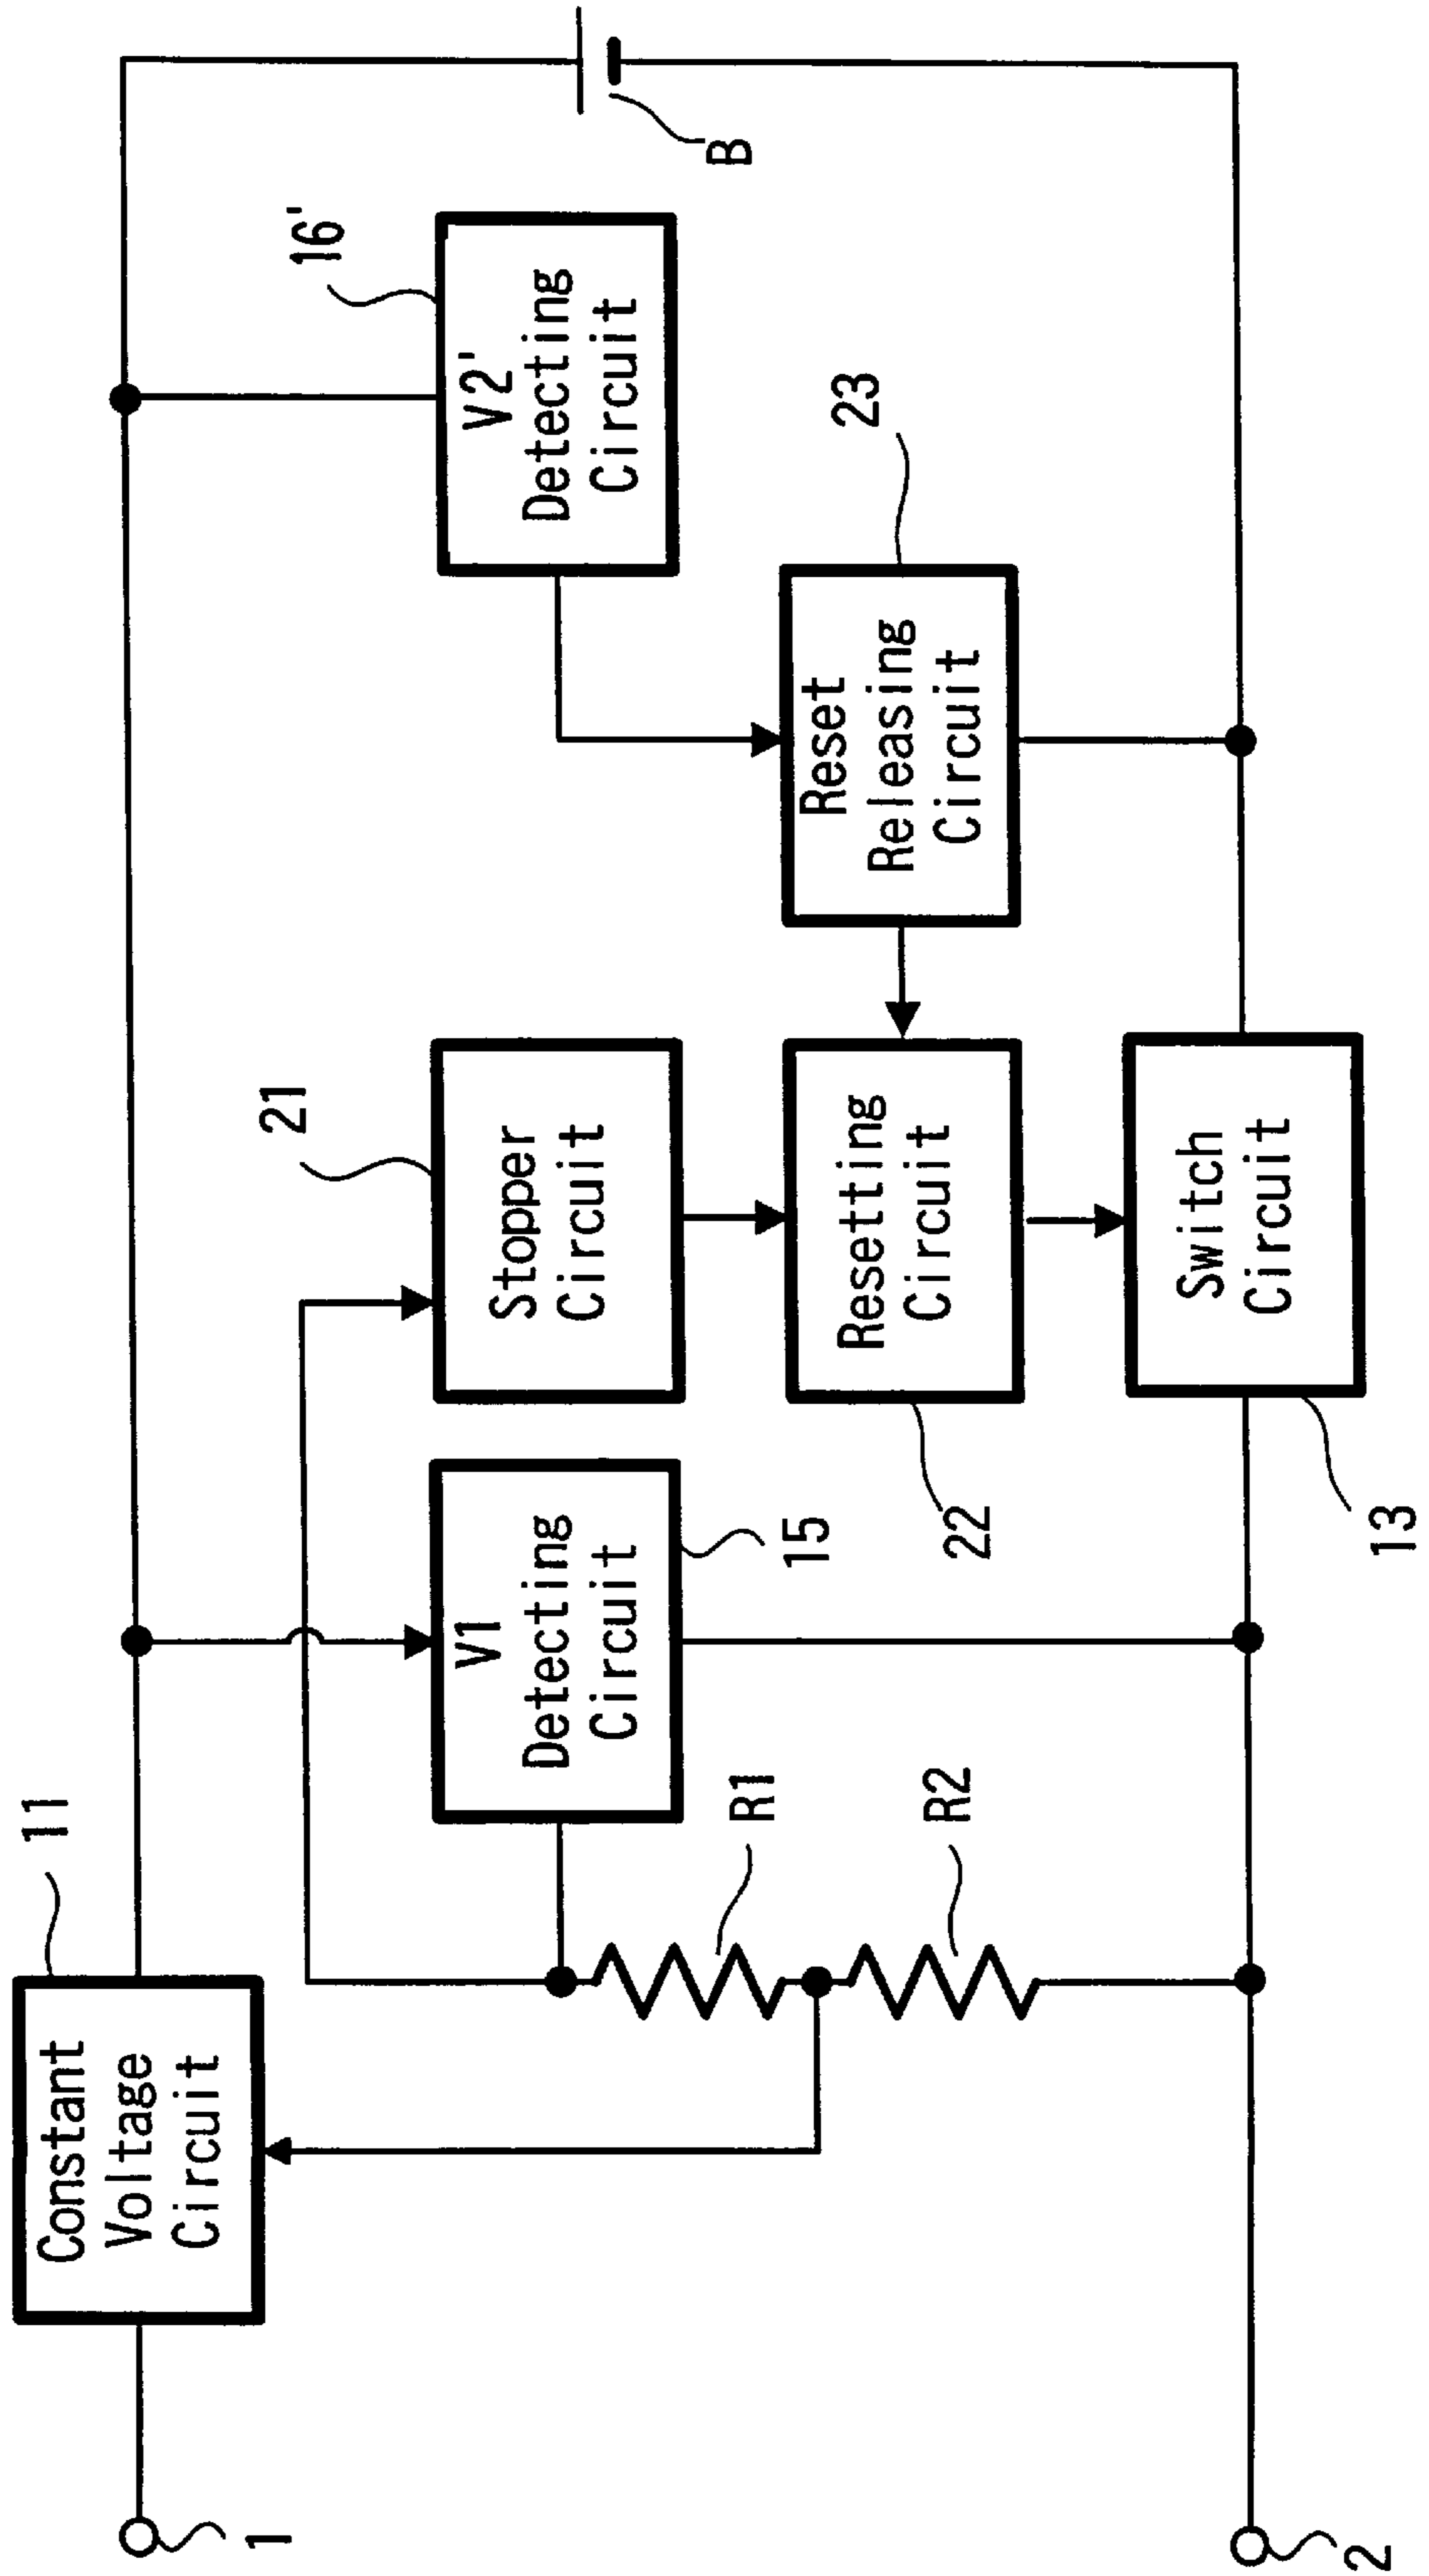 1
Constant
Voltage
Circuit
11
R1
R2
V1
Detecting
Circuit
15
Stopper
Circuit
21
Resetting
Circuit
22
Switch
Circuit
13
Reset
Releasing
Circuit
23
V2'
Detecting
Circuit
16'
B
2